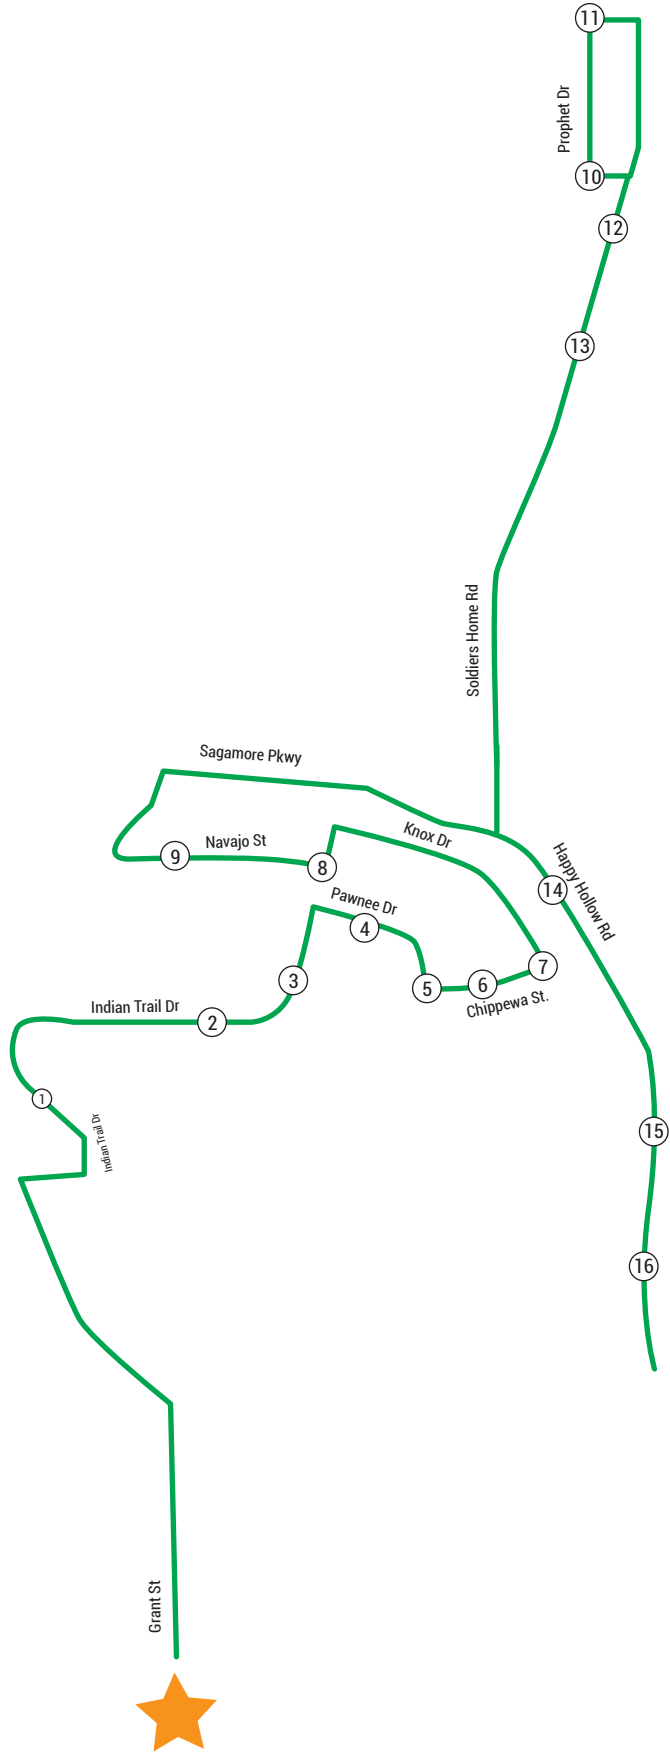 11
Prophet Dr
10
12
13
Soldiers Home Rd
Sagamore Pkwy
Knox Dr
Navajo St
9
8
Happy Hollow Rd
14
Pawnee Dr
4
7
3
5
6
Chippewa St.
Indian Trail Dr
2
1
Indian Trail Dr
15
16
Grant St